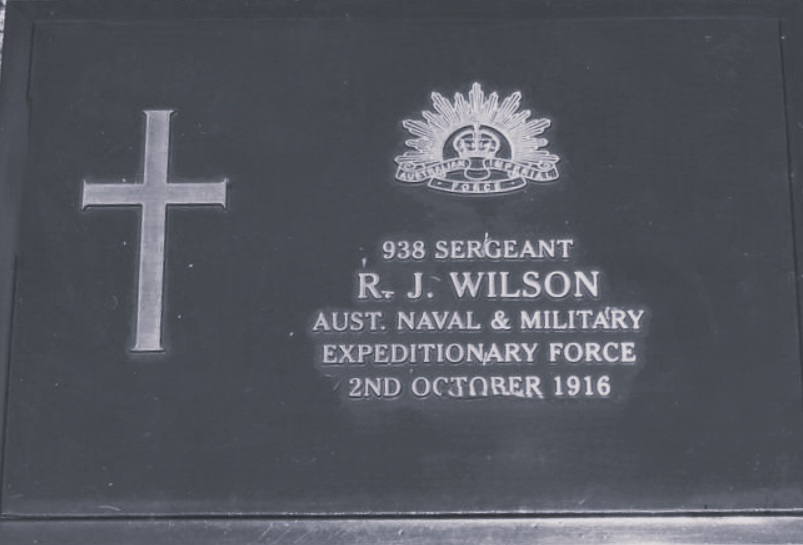 AUSTRALIAN IMPERIAL
FORCE
938 SERGEANT
R. J. WILSON
AUST. NAVAL & MILITARY
EXPEDITIONARY FORCE
2ND OCTOBER 1916